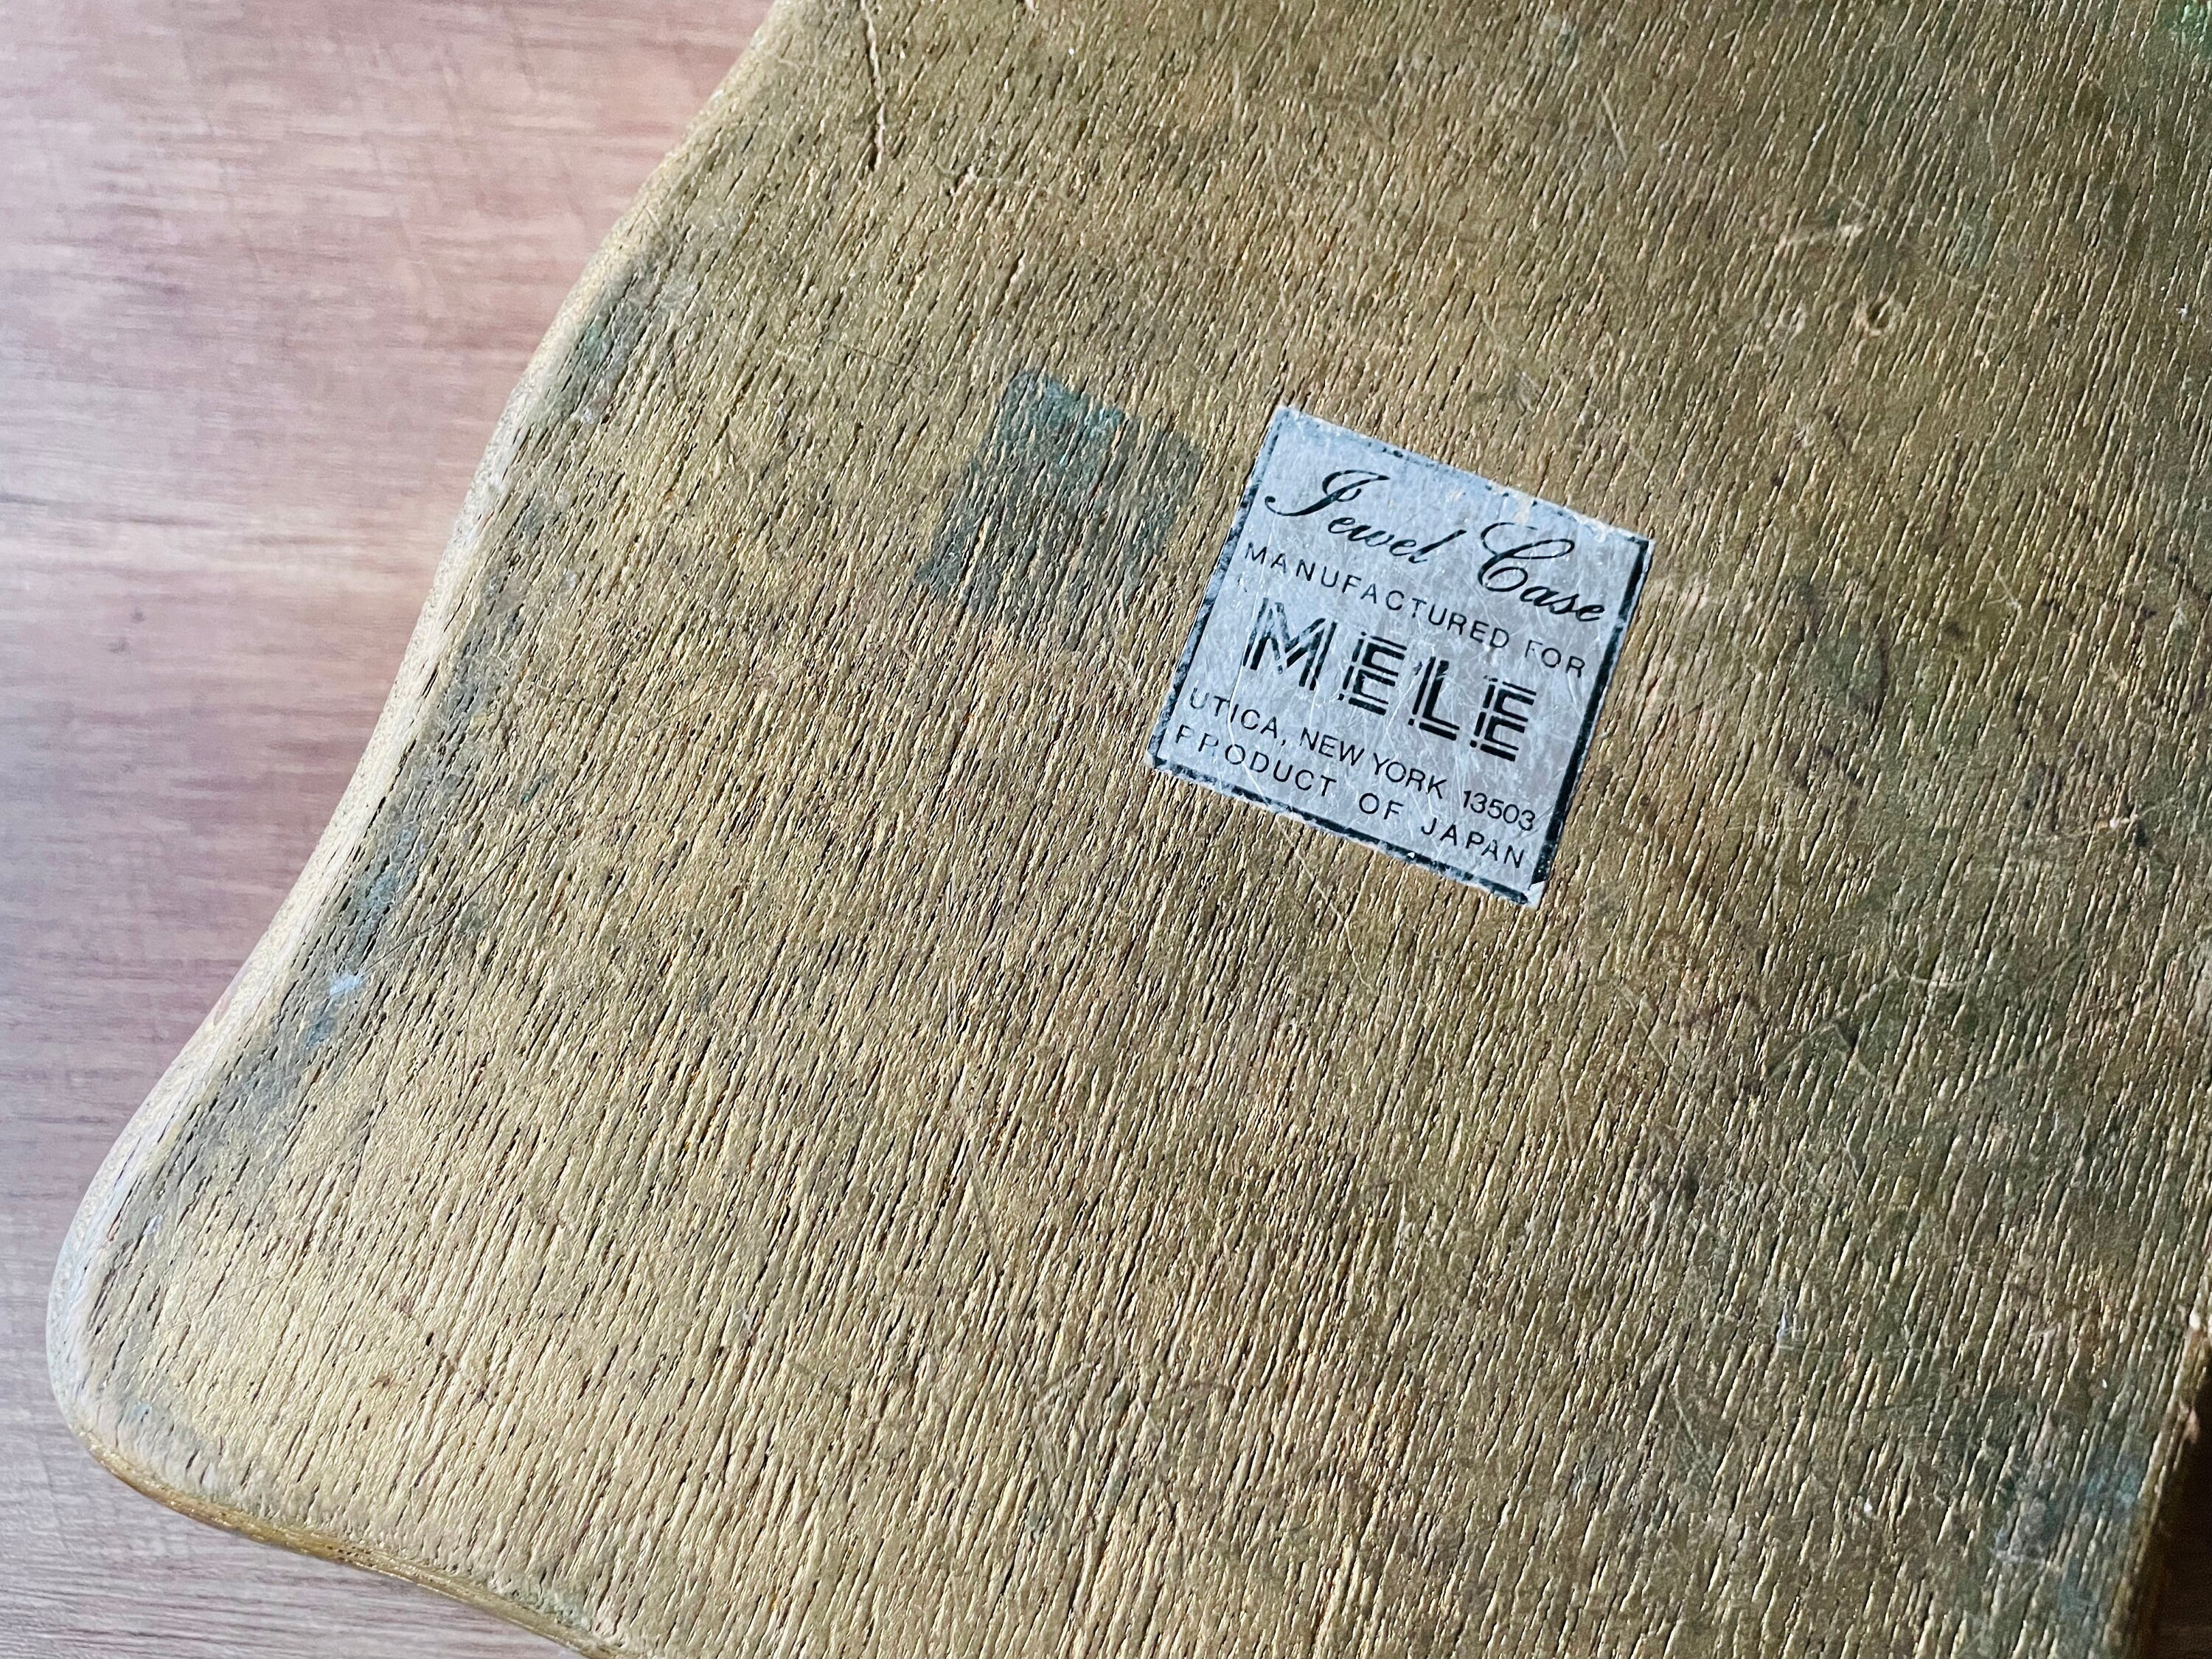 Jewel Case
MANUFACTURED FOR
MELE
UTICA, NEW YORK 13503
PRODUCT OF JAPAN